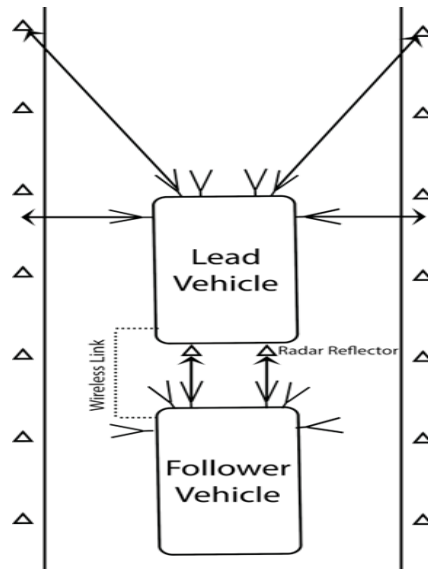 Lead
Vehicle
Radar Reflector
Wireless Link
Follower
Vehicle